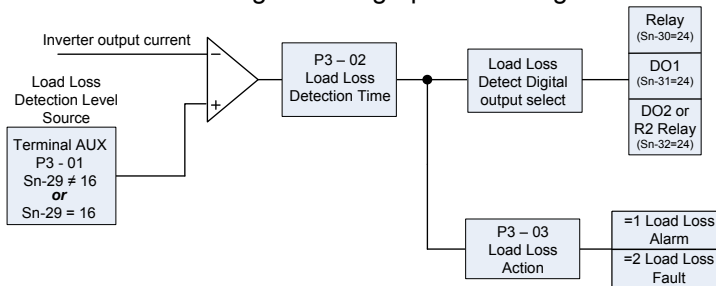 Inverter output current
Load Loss
Detection Level
Source
Terminal AUX
P3 - 01
Sn-29 ≠ 16
or
Sn-29 = 16
−
+
P3 – 02
Load Loss
Detection Time
Load Loss
Detect Digital
output select
Relay
(Sn-30=24)
DO1
(Sn-31=24)
DO2 or
R2 Relay
(Sn-32=24)
P3 – 03
Load Loss
Action
=1 Load Loss
Alarm
=2 Load Loss
Fault